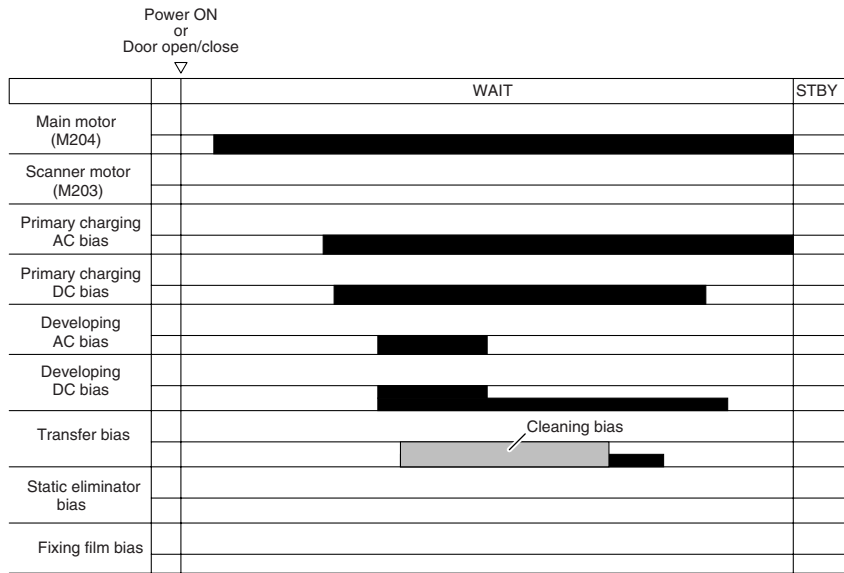 Power ON
or
Door open/close
WAIT
STBY
Main motor
(M204)
Scanner motor
(M203)
Primary charging
AC bias
Primary charging
DC bias
Developing
AC bias
Developing
DC bias
Transfer bias
Cleaning bias
Static eliminator
bias
Fixing film bias